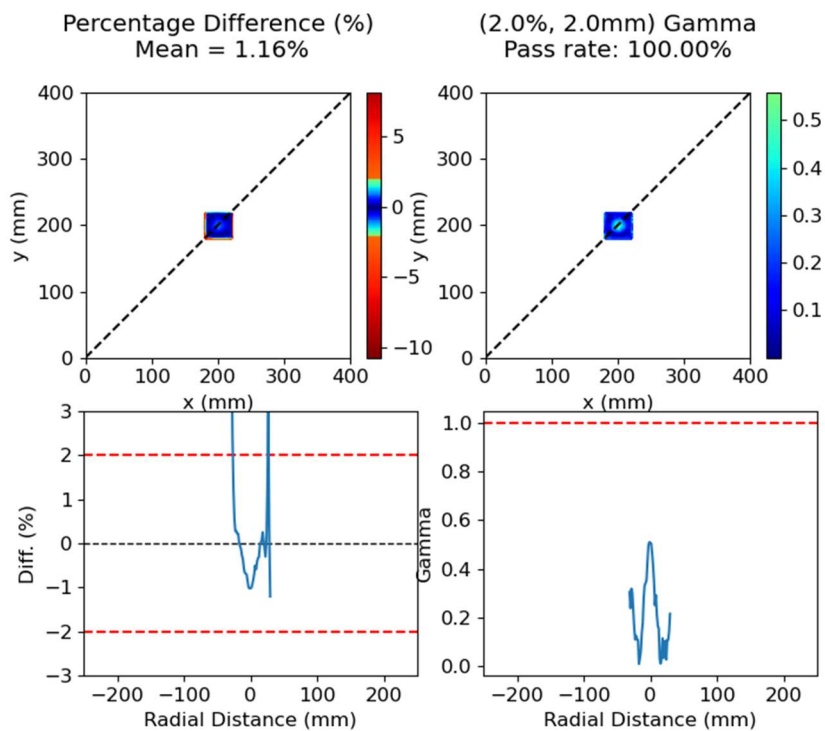 Percentage Difference (%)
Mean = 1.16%
(2.0%, 2.0mm) Gamma
Pass rate: 100.00%
400
300
200
100
0
y (mm)
0 100 200 300 400
x (mm)
5
0
−5
−10
400
300
200
100
0
y (mm)
0 100 200 300 400
x (mm)
0.5
0.4
0.3
0.2
0.1
3
2
1
0
−1
−2
−3
Diff. (%)
−200 −100 0 100 200
Radial Distance (mm)
1.0
0.8
0.6
0.4
0.2
0.0
Gamma
−200 −100 0 100 200
Radial Distance (mm)